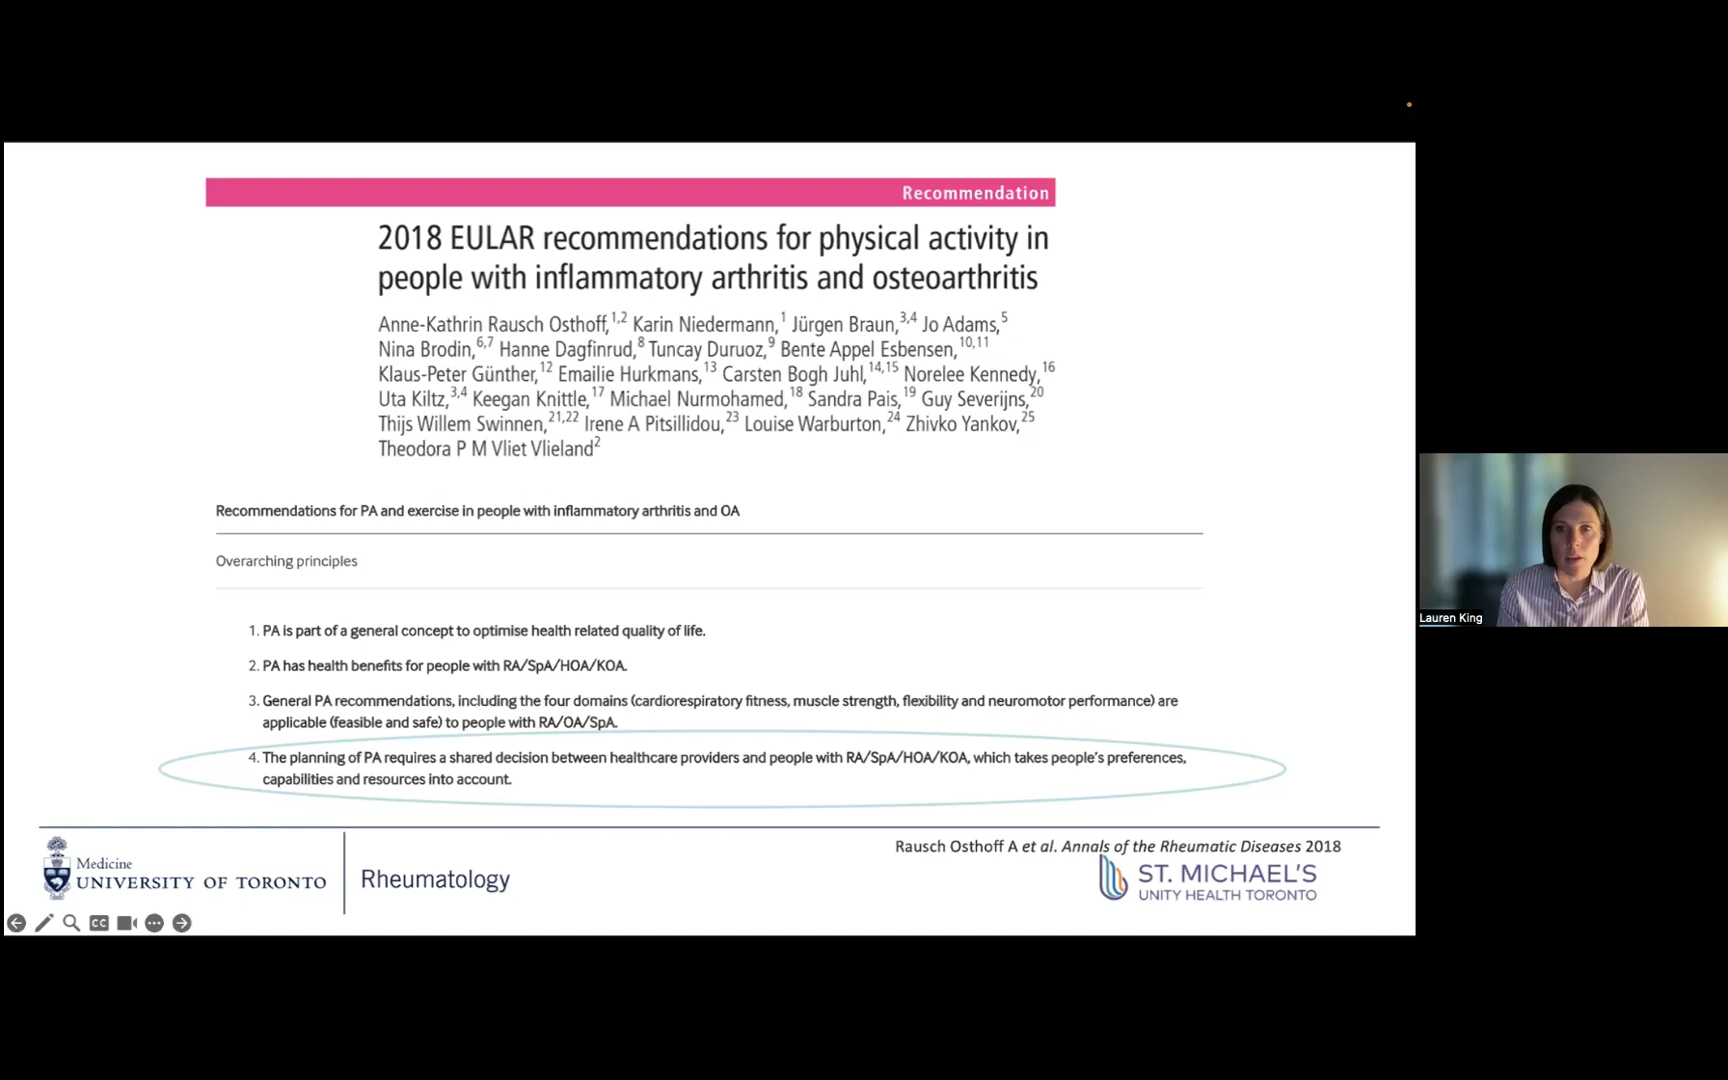 Recommendation
2018 EULAR recommendations for physical activity in
people with inflammatory arthritis and osteoarthritis
Anne-Kathrin Rausch Osthoff,1,2 Karin Niedermann,1 Jürgen Braun,3,4 Jo Adams,5
Nina Brodin,6,7 Hanne Dagfinrud,8 Tuncay Duruoz,9 Bente Appel Esbensen,10,11
Klaus-Peter Günther,12 Emailie Hurkmans,13 Carsten Bogh Juhl,14,15 Norelee Kennedy,16
Uta Kiltz,3,4 Keegan Knittle,17 Michael Nurmohamed,18 Sandra Pais,19 Guy Severijns,20
Thijs Willem Swinnen,21,22 Irene A Pitsillidou,23 Louise Warburton,24 Zhivko Yankov,25
Theodora P M Vliet Vlieland2
Recommendations for PA and exercise in people with inflammatory arthritis and OA
Overarching principles
1. PA is part of a general concept to optimise health related quality of life.
2. PA has health benefits for people with RA/SpA/HOA/KOA.
3. General PA recommendations, including the four domains (cardiorespiratory fitness, muscle strength, flexibility and neuromotor performance) are
applicable (feasible and safe) to people with RA/OA/SpA.
4. The planning of PA requires a shared decision between healthcare providers and people with RA/SpA/HOA/KOA, which takes people's preferences,
capabilities and resources into account.
Rausch Osthoff A et al. Annals of the Rheumatic Diseases 2018
Medicine
UNIVERSITY OF TORONTO
Rheumatology
ST. MICHAEL'S
UNITY HEALTH TORONTO
CC
Lauren King